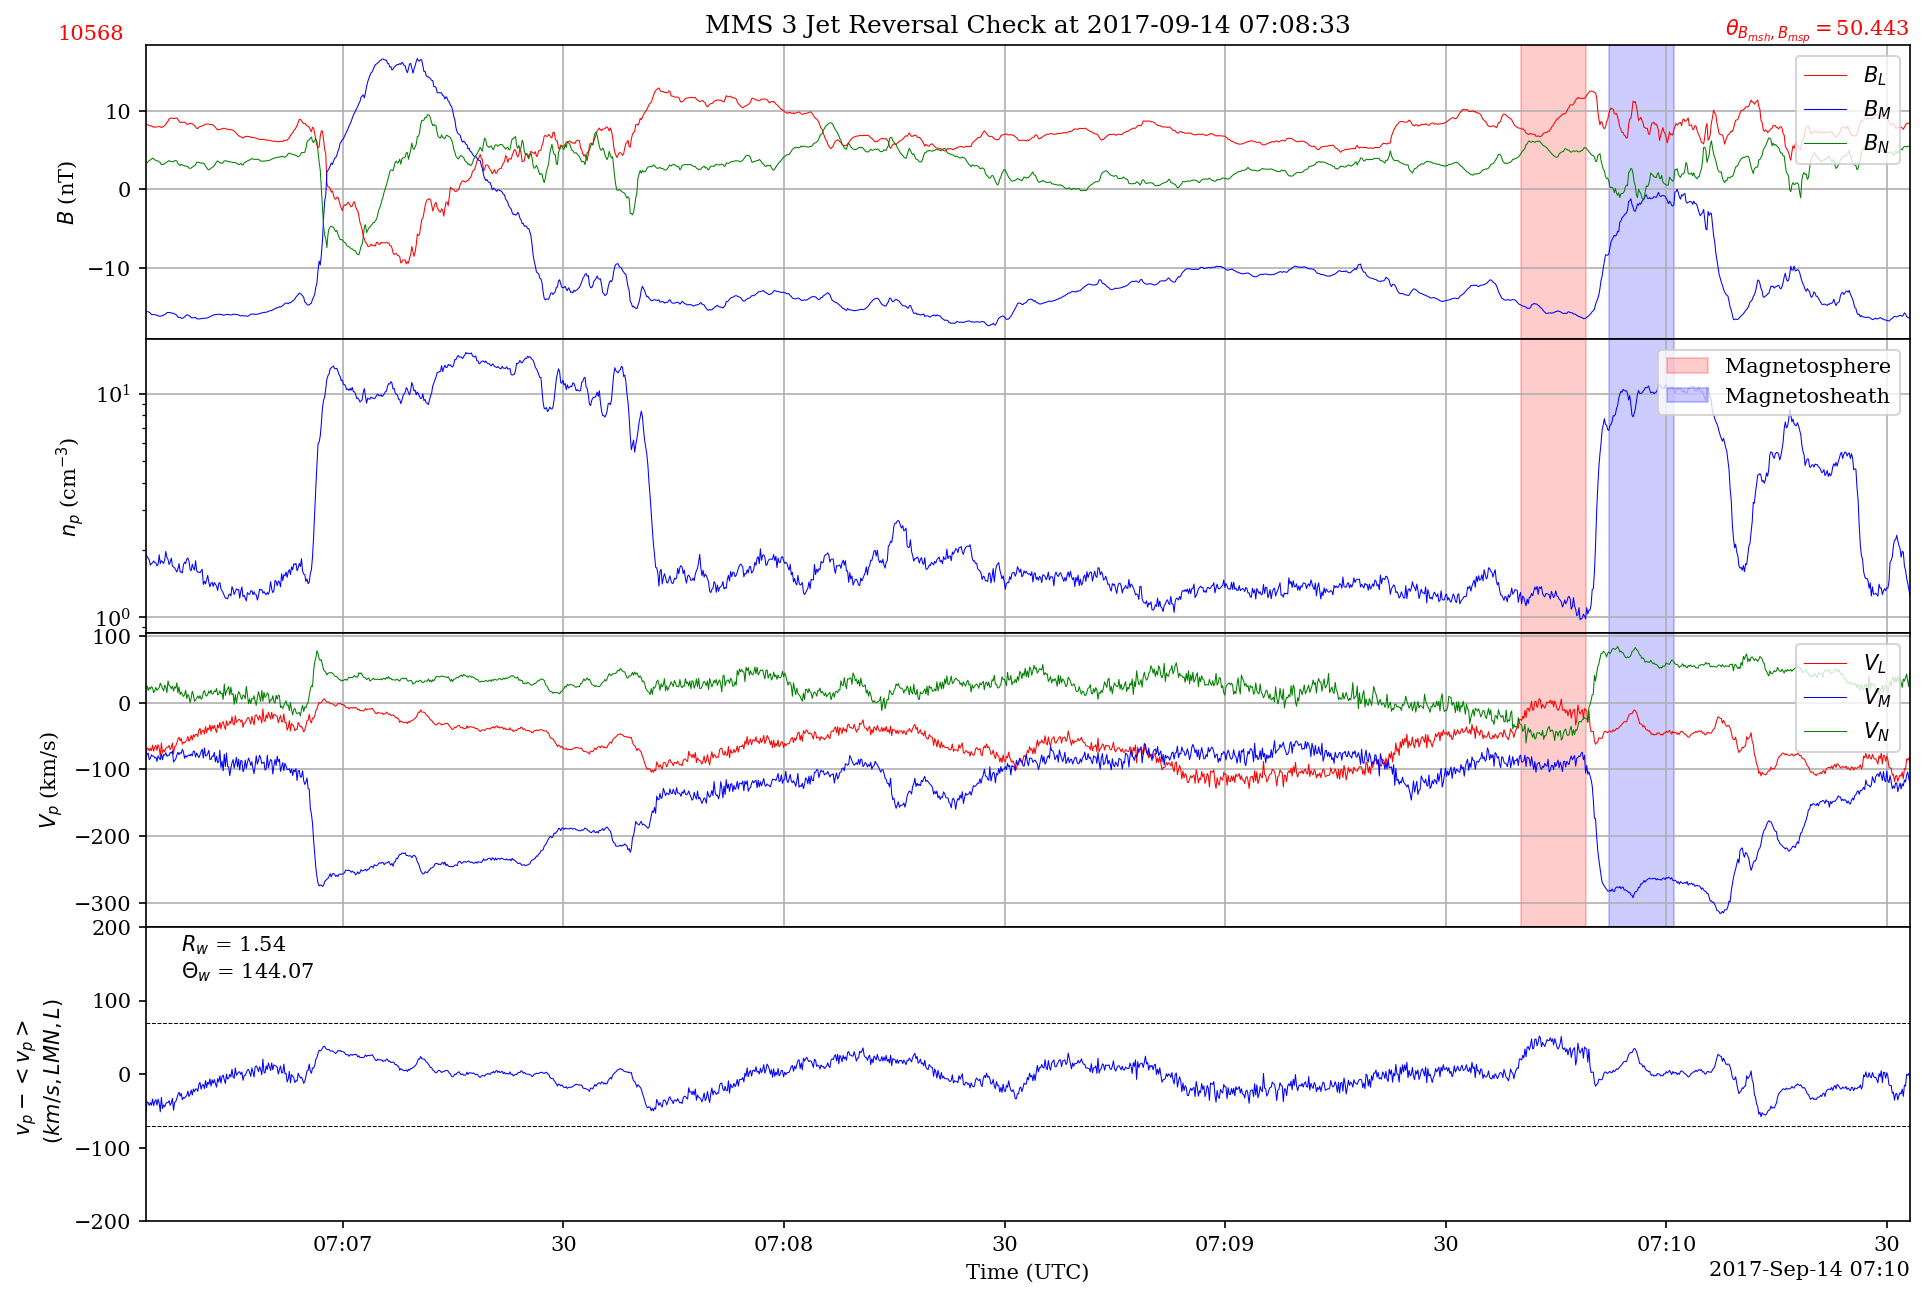 10568
MMS 3 Jet Reversal Check at 2017-09-14 07:08:33
θ_{B_{msh}, B_{msp}} = 50.443
B (nT)
10
0
−10
B_L
B_M
B_N
n_p (cm^{−3})
10^1
10^0
Magnetosphere
Magnetosheath
V_p (km/s)
100
0
−100
−200
−300
V_L
V_M
V_N
v_p − < v_p >
(km/s, LMN, L)
200
100
0
−100
−200
R_w = 1.54
Θ_w = 144.07
07:07 30 07:08 30 07:09 30 07:10 30
Time (UTC)
2017-Sep-14 07:10